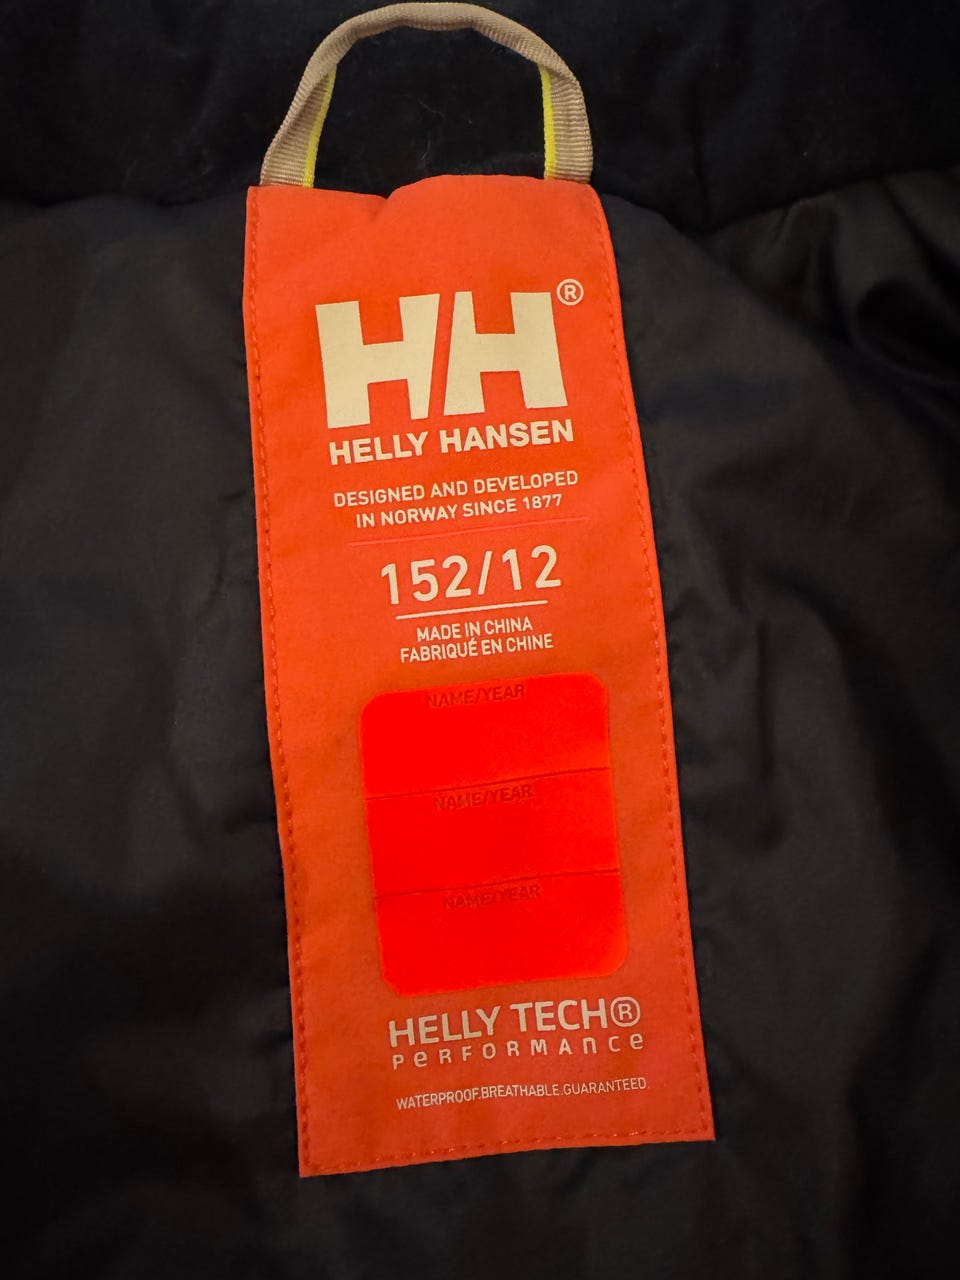 HH®
HELLY HANSEN
DESIGNED AND DEVELOPED
IN NORWAY SINCE 1877
152/12
MADE IN CHINA
FABRIQUÉ EN CHINE
NAME/YEAR
NAME/YEAR
NAME/YEAR
HELLY TECH®
PERFORMANCE
WATERPROOF.BREATHABLE.GUARANTEED.